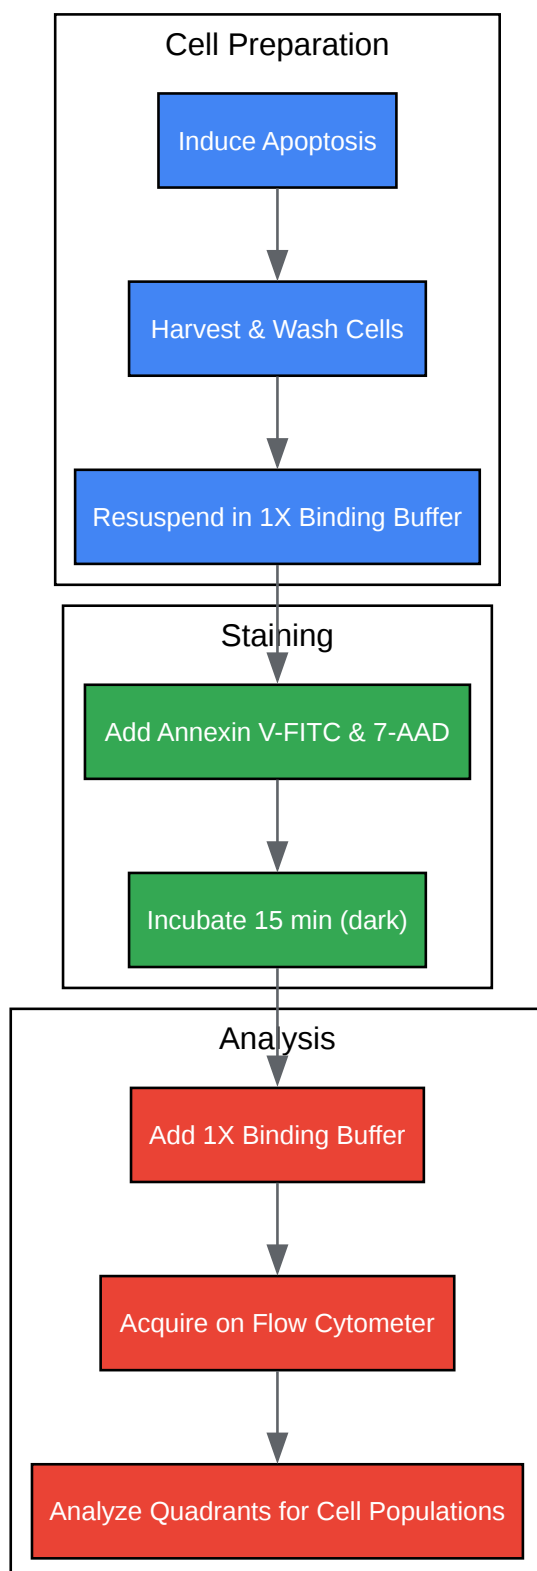 Cell Preparation
Induce Apoptosis
Harvest & Wash Cells
Resuspend in 1X Binding Buffer
Staining
Add Annexin V-FITC & 7-AAD
Incubate 15 min (dark)
Analysis
Add 1X Binding Buffer
Acquire on Flow Cytometer
Analyze Quadrants for Cell Populations